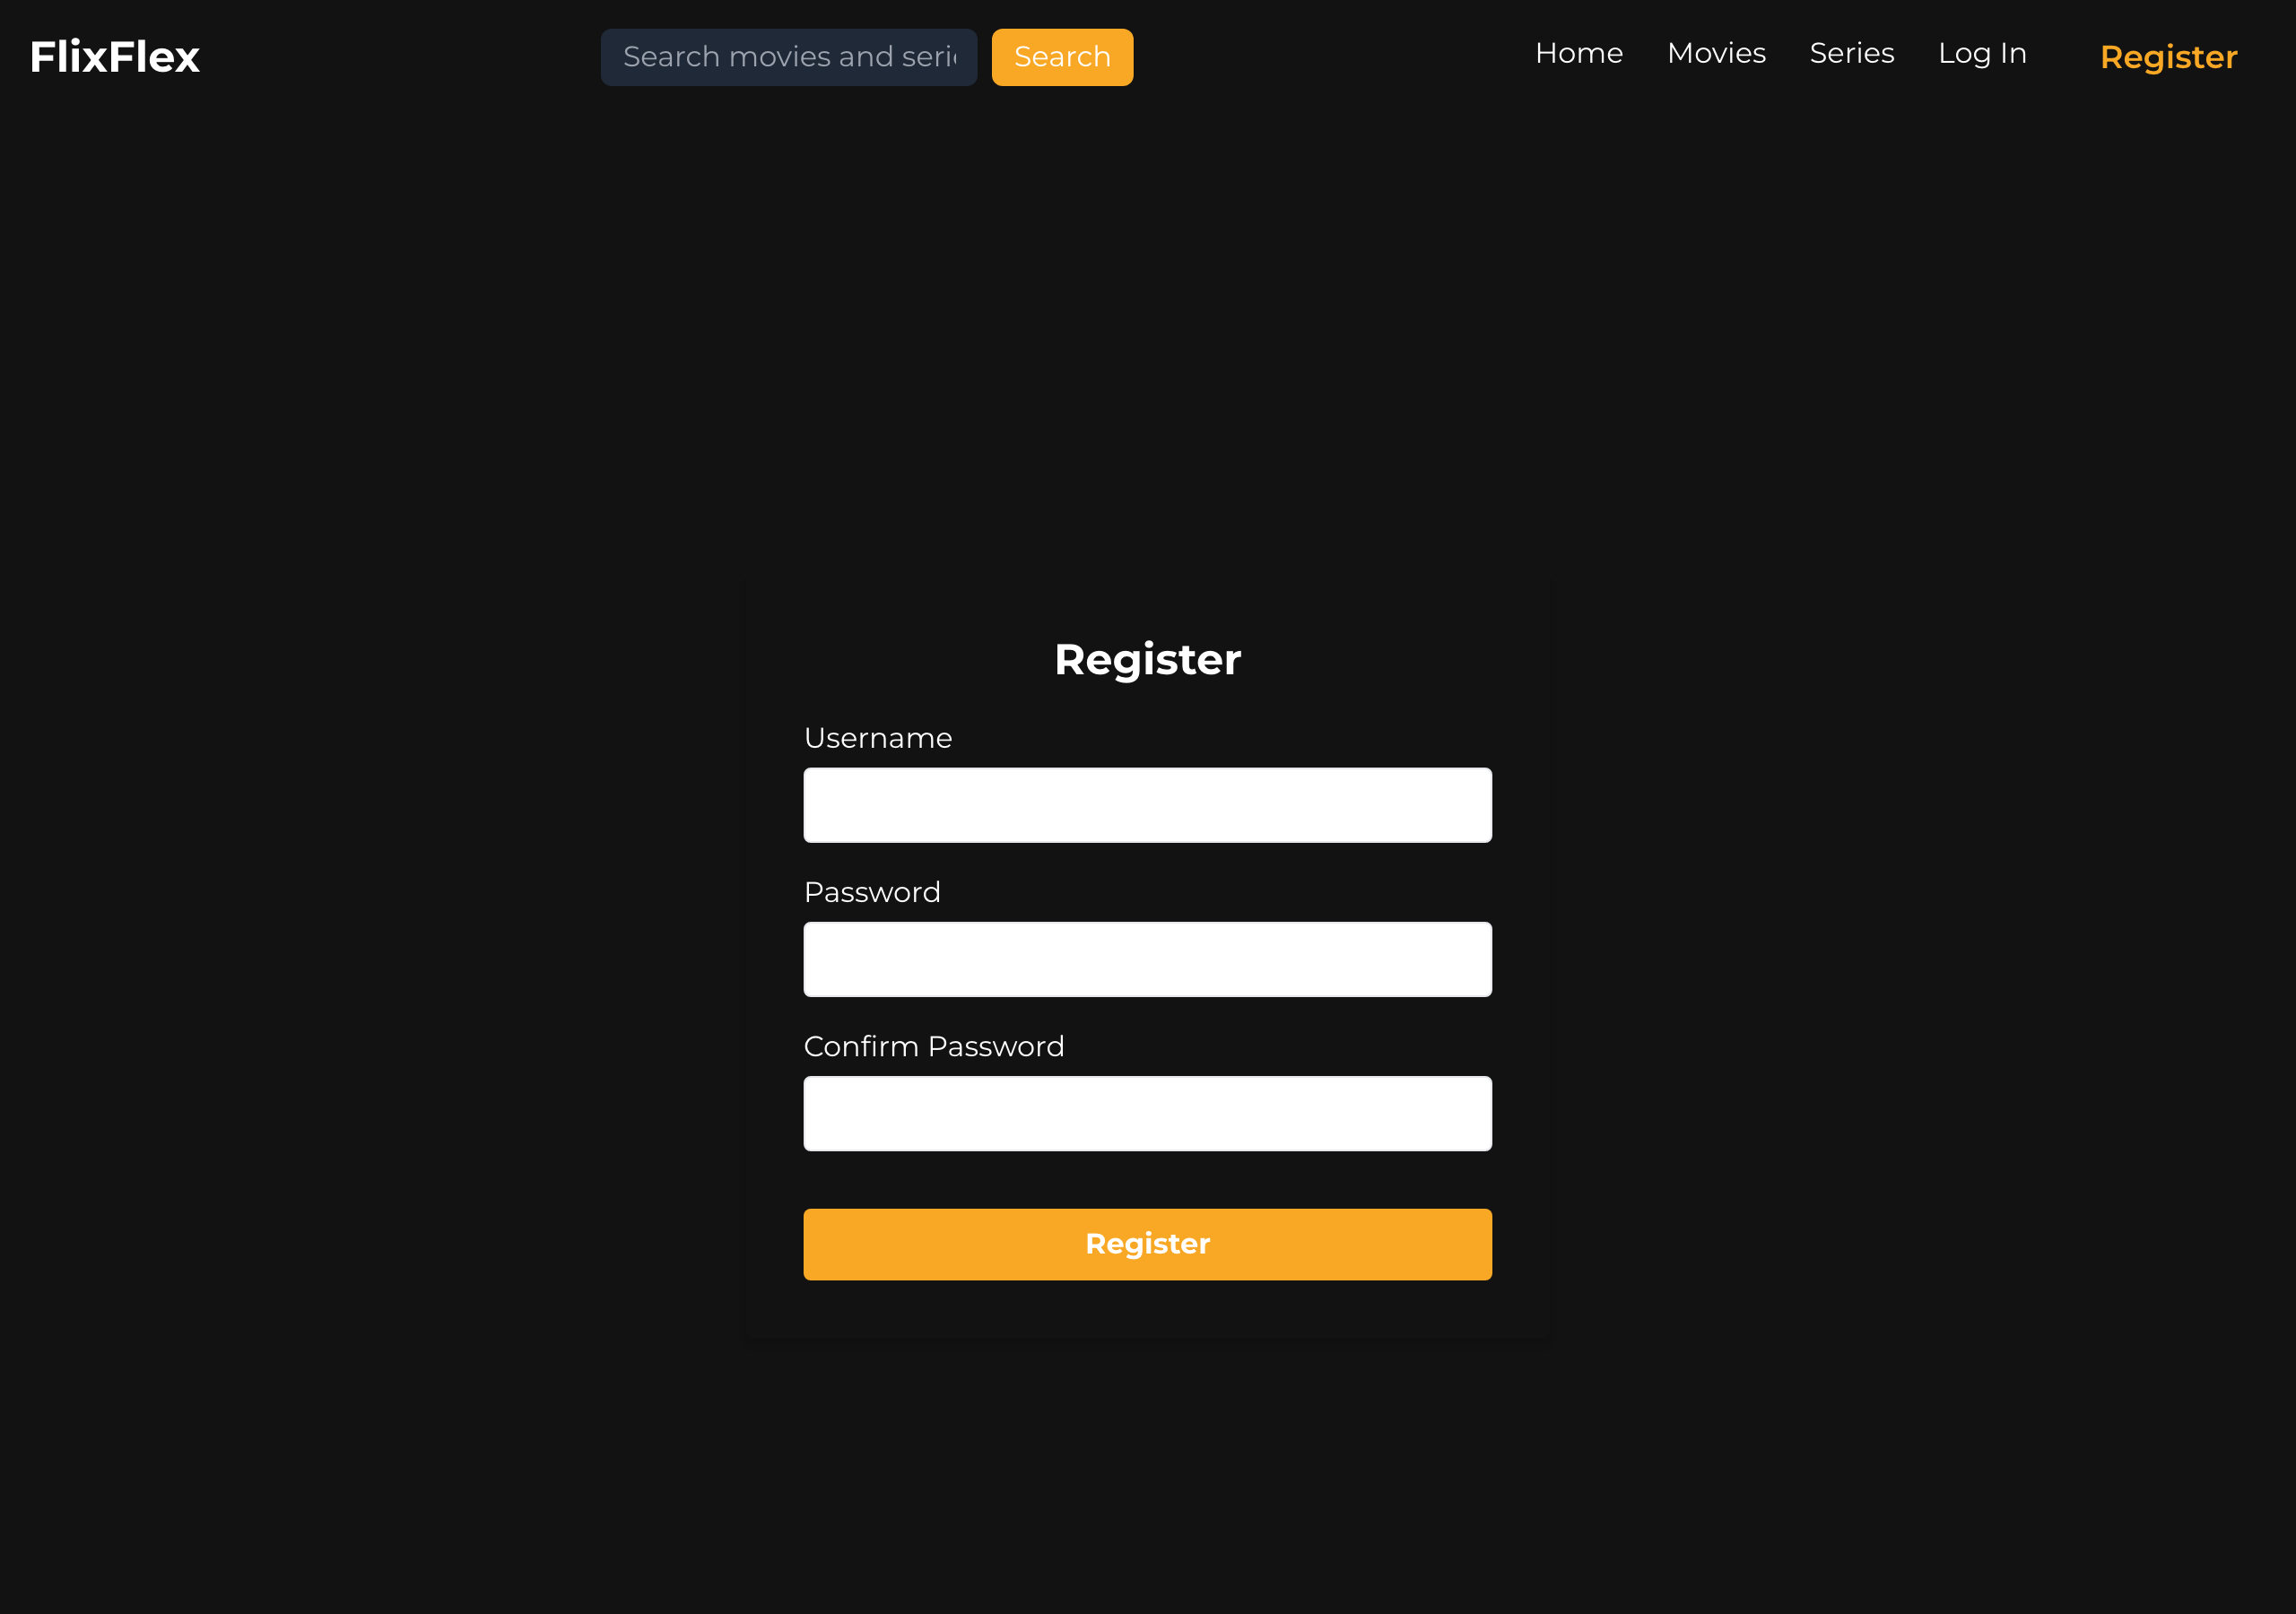 FlixFlex
Search movies and seri
Search
Home
Movies
Series
Log In
Register
Register
Username
Password
Confirm Password
Register